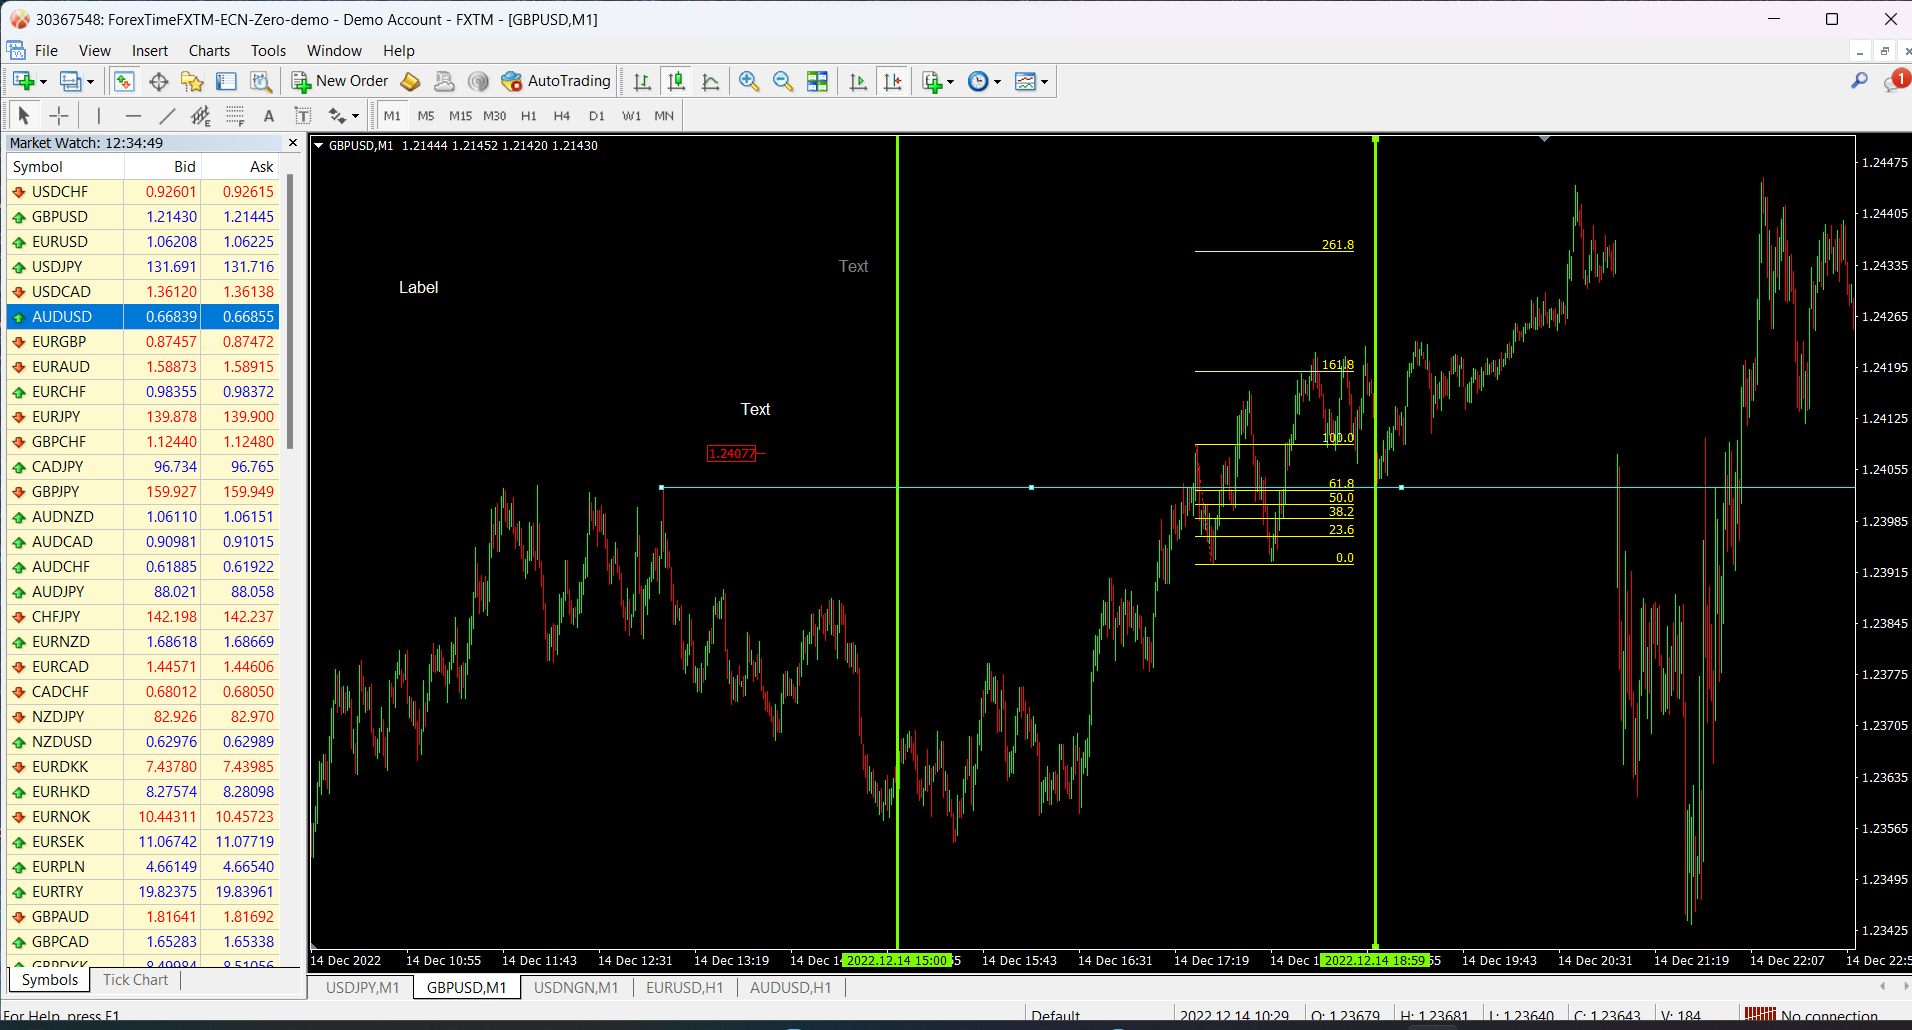 30367548: ForexTimeFXTM-ECN-Zero-demo - Demo Account - FXTM - [GBPUSD,M1]
File View Insert Charts Tools Window Help
New Order AutoTrading 1
E F A T M1 M5 M15 M30 H1 H4 D1 W1 MN
Market Watch: 12:34:49
Symbol Bid Ask
USDCHF 0.92601 0.92615
GBPUSD 1.21430 1.21445
EURUSD 1.06208 1.06225
USDJPY 131.691 131.716
USDCAD 1.36120 1.36138
AUDUSD 0.66839 0.66855
EURGBP 0.87457 0.87472
EURAUD 1.58873 1.58915
EURCHF 0.98355 0.98372
EURJPY 139.878 139.900
GBPCHF 1.12440 1.12480
CADJPY 96.734 96.765
GBPJPY 159.927 159.949
AUDNZD 1.06110 1.06151
AUDCAD 0.90981 0.91015
AUDCHF 0.61885 0.61922
AUDJPY 88.021 88.058
CHFJPY 142.198 142.237
EURNZD 1.68618 1.68669
EURCAD 1.44571 1.44606
CADCHF 0.68012 0.68050
NZDJPY 82.926 82.970
NZDUSD 0.62976 0.62989
EURDKK 7.43780 7.43985
EURHKD 8.27574 8.28098
EURNOK 10.44311 10.45723
EURSEK 11.06742 11.07719
EURPLN 4.66149 4.66540
EURTRY 19.82375 19.83961
GBPAUD 1.81641 1.81692
GBPCAD 1.65283 1.65338
GBPDKK 8.49984 8.51056
Symbols Tick Chart
GBPUSD,M1 1.21444 1.21452 1.21420 1.21430
Text
Label
Text
1.24077
261.8
161.8
100.0
61.8
50.0
38.2
23.6
0.0
1.24475
1.24405
1.24335
1.24265
1.24195
1.24125
1.24055
1.23985
1.23915
1.23845
1.23775
1.23705
1.23635
1.23565
1.23495
1.23425
14 Dec 2022 14 Dec 10:55 14 Dec 11:43 14 Dec 12:31 14 Dec 13:19 14 Dec 2022.12.14 15:00 14 Dec 15:43 14 Dec 16:31 14 Dec 17:19 14 Dec 2022.12.14 18:59 14 Dec 19:43 14 Dec 20:31 14 Dec 21:19 14 Dec 22:07 14 Dec 22:5
USDJPY,M1 GBPUSD,M1 USDNGN,M1 EURUSD,H1 AUDUSD,H1
For Help, press F1 Default 2022.12.14 10:29 O: 1.23679 H: 1.23681 L: 1.23640 C: 1.23643 V: 184 No connection